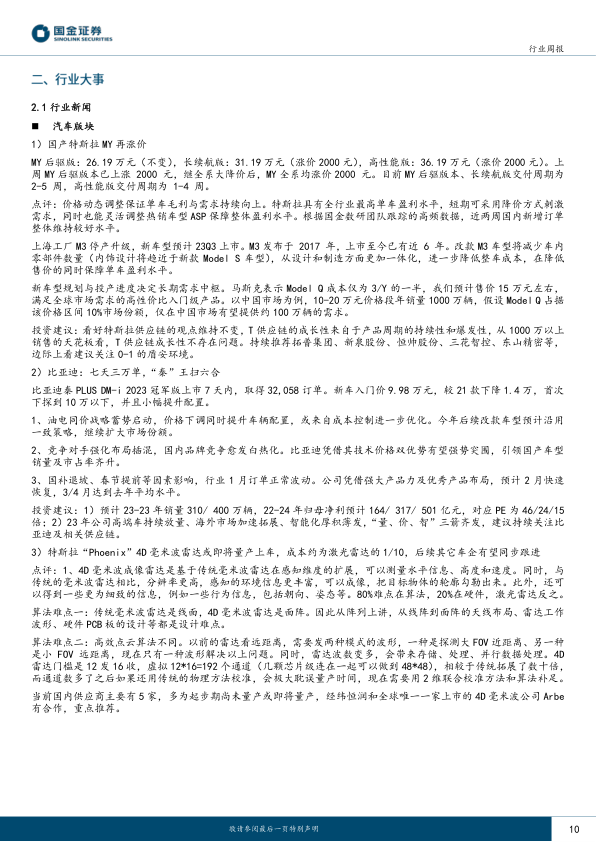 国金证券
SINOLINK SECURITIES
行业周报
二、行业大事
2.1 行业新闻
■ 汽车版块
1）国产特斯拉 MY 再涨价
MY 后驱版：26.19 万元（不变），长续航版：31.19 万元（涨价 2000 元），高性能版：36.19 万元（涨价 2000 元）。上
周 MY 后驱版本已上涨 2000 元，继全系大降价后，MY 全系均涨价 2000 元。目前 MY 后驱版本、长续航版交付周期为
2-5 周，高性能版交付周期为 1-4 周。
点评：价格动态调整保证单车毛利与需求持续向上。特斯拉具有全行业最高单车盈利水平，短期可采用降价方式刺激
需求，同时也能灵活调整热销车型 ASP 保障整体盈利水平。根据国金数研团队跟踪的高频数据，近两周国内新增订单
整体维持较好水平。
上海工厂 M3 停产升级，新车型预计 23Q3 上市。M3 发布于 2017 年，上市至今已有近 6 年。改款 M3 车型将减少车内
零部件数量（内饰设计将趋近于新款 Model S 车型），从设计和制造方面更加一体化，进一步降低整车成本，在降低
售价的同时保障单车盈利水平。
新车型规划与投产进度决定长期需求中枢。马斯克表示 Model Q 成本仅为 3/Y 的一半，我们预计售价 15 万元左右，
满足全球市场需求的高性价比入门级产品。以中国市场为例，10-20 万元价格段年销量 1000 万辆，假设 Model Q 占据
该价格区间 10%市场份额，仅在中国市场有望提供约 100 万辆的需求。
投资建议：看好特斯拉供应链的观点维持不变，T 供应链的成长性来自于产品周期的持续性和爆发性，从 1000 万以上
销售的天花板看，T 供应链成长性不存在问题。持续推荐拓普集团、新泉股份、恒帅股份、三花智控、东山精密等，
边际上看建议关注 0-1 的盾安环境。
2）比亚迪：七天三万单，“秦”王扫六合
比亚迪秦 PLUS DM-i 2023 冠军版上市 7 天内，取得 32,058 订单。新车入门价 9.98 万元，较 21 款下降 1.4 万，首次
下探到 10 万以下，并且小幅提升配置。
1、油电同价战略蓄势启动，价格下调同时提升车辆配置，或来自成本控制进一步优化。今年后续改款车型预计沿用
一致策略，继续扩大市场份额。
2、竞争对手强化布局插混，国内品牌竞争愈发白热化。比亚迪凭借其技术价格双优势有望强势突围，引领国产车型
销量及市占率齐升。
3、国补退坡、春节提前等因素影响，行业 1 月订单正常波动。公司凭借强大产品力及优秀产品布局，预计 2 月快速
恢复，3/4 月达到去年平均水平。
投资建议：1）预计 23-23 年销量 310/ 400 万辆，22-24 年归母净利预计 164/ 317/ 501 亿元，对应 PE 为 46/24/15
倍；2）23 年公司高端车持续放量、海外市场加速拓展、智能化厚积薄发，“量、价、智”三箭齐发，建议持续关注比
亚迪及相关供应链。
3）特斯拉“Phoenix”4D 毫米波雷达或即将量产上车，成本约为激光雷达的 1/10，后续其它车企有望同步跟进
点评：1、4D 毫米波成像雷达是基于传统毫米波雷达在感知维度的扩展，可以测量水平信息、高度和速度。同时，与
传统的毫米波雷达相比，分辨率更高，感知的环境信息更丰富，可以成像，把目标物体的轮廓勾勒出来。此外，还可
以得到一些更为细致的信息，例如一些行为信息，包括朝向、姿态等。80%难点在算法，20%在硬件，激光雷达反之。
算法难点一：传统毫米波雷达是线面，4D 毫米波雷达是面阵。因此从阵列上讲，从线阵到面阵的天线布局、雷达工作
波形、硬件 PCB 板的设计等都是设计难点。
算法难点二：高效点云算法不同。以前的雷达看远距离，需要发两种模式的波形，一种是探测大 FOV 近距离、另一种
是小 FOV 远距离，现在只有一种波形解决以上问题。同时，雷达波数变多，会带来存储、处理、并行数据处理。4D
雷达门槛是 12 发 16 收，虚拟 12*16=192 个通道（几颗芯片级连在一起可以做到 48*48），相较于传统拓展了数十倍，
而通道数多了之后如果还用传统的物理方法校准，会极大耽误量产时间，现在需要用 2 维联合校准方法和算法补足。
当前国内供应商主要有 5 家，多为起步期尚未量产或即将量产，经纬恒润和全球唯一一家上市的 4D 毫米波公司 Arbe
有合作，重点推荐。
敬请参阅最后一页特别声明
10